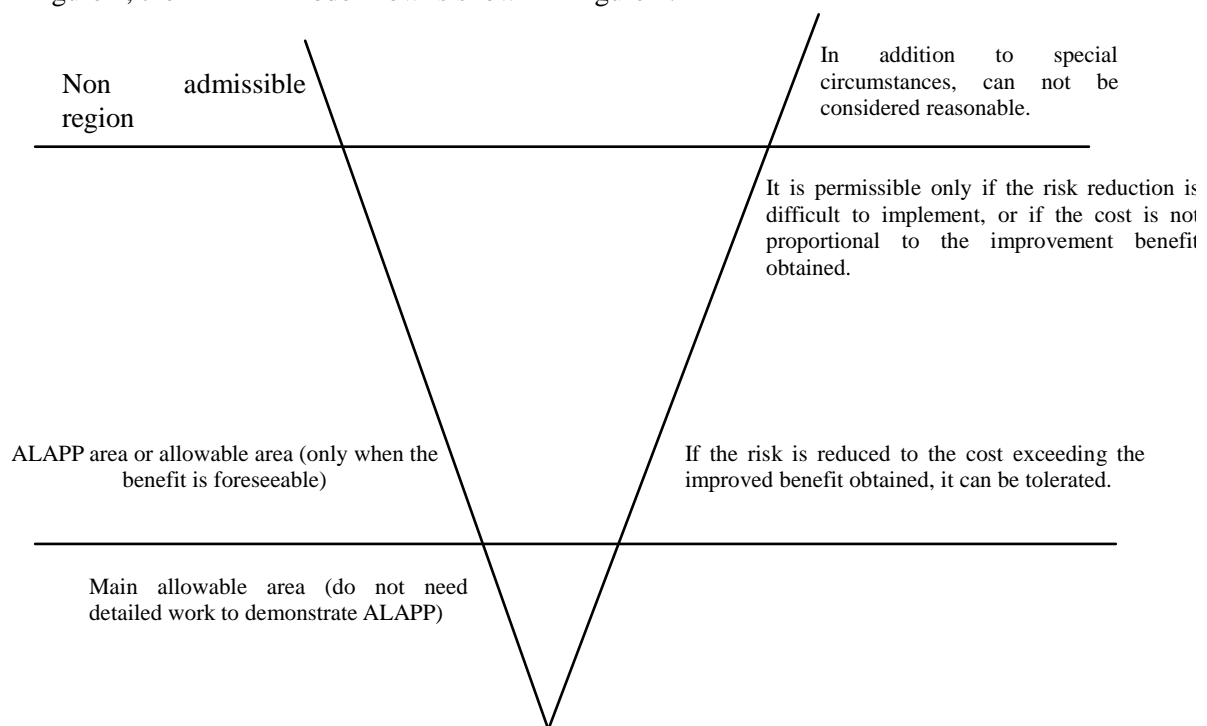 In addition to special
circumstances, can not be
considered reasonable.
Non admissible
region
It is permissible only if the risk reduction is
difficult to implement, or if the cost is not
proportional to the improvement benefit
obtained.
ALAPP area or allowable area (only when the
benefit is foreseeable)
If the risk is reduced to the cost exceeding the
improved benefit obtained, it can be tolerated.
Main allowable area (do not need
detailed work to demonstrate ALAPP)